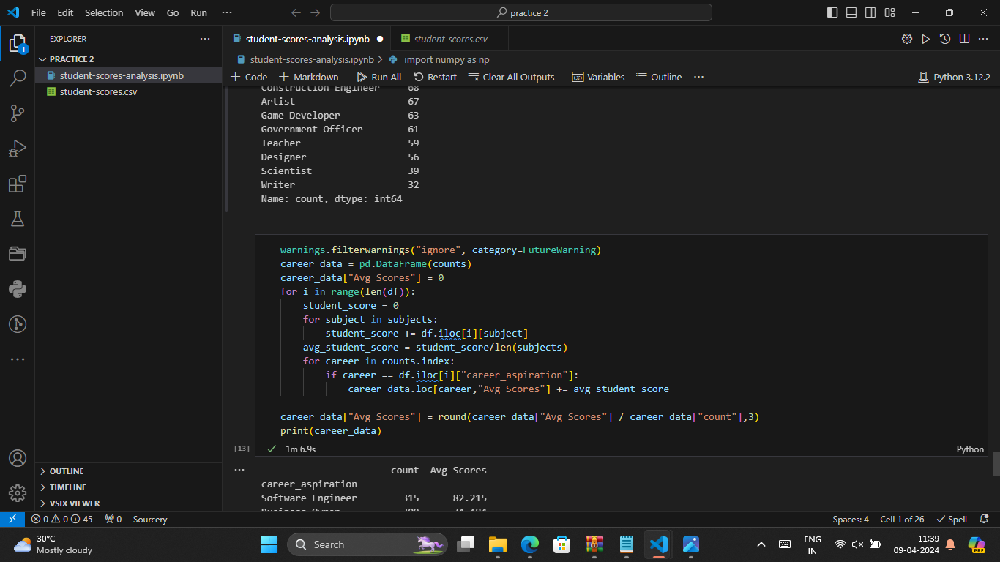 File Edit Selection View Go Run ···
practice 2
EXPLORER ···
PRACTICE 2
student-scores-analysis.ipynb
student-scores.csv
OUTLINE
TIMELINE
VSIX VIEWER
1
student-scores-analysis.ipynb
student-scores.csv
student-scores-analysis.ipynb > import numpy as np
+ Code + Markdown | Run All Restart Clear All Outputs | Variables Outline ···
Python 3.12.2
Construction Engineer 68
Artist 67
Game Developer 63
Government Officer 61
Teacher 59
Designer 56
Scientist 39
Writer 32
Name: count, dtype: int64
warnings.filterwarnings("ignore", category=FutureWarning)
career_data = pd.DataFrame(counts)
career_data["Avg Scores"] = 0
for i in range(len(df)):
student_score = 0
for subject in subjects:
student_score += df.iloc[i][subject]
avg_student_score = student_score/len(subjects)
for career in counts.index:
if career == df.iloc[i]["career_aspiration"]:
career_data.loc[career,"Avg Scores"] += avg_student_score
career_data["Avg Scores"] = round(career_data["Avg Scores"] / career_data["count"],3)
print(career_data)
[13] 1m 6.9s Python
count Avg Scores
career_aspiration
Software Engineer 315 82.215
Business Owner 309 74.484
0 0 45 0 Sourcery
Spaces: 4 Cell 1 of 26 Spell
30°C
Mostly cloudy
Search
ENG
IN
11:39
09-04-2024
PRE